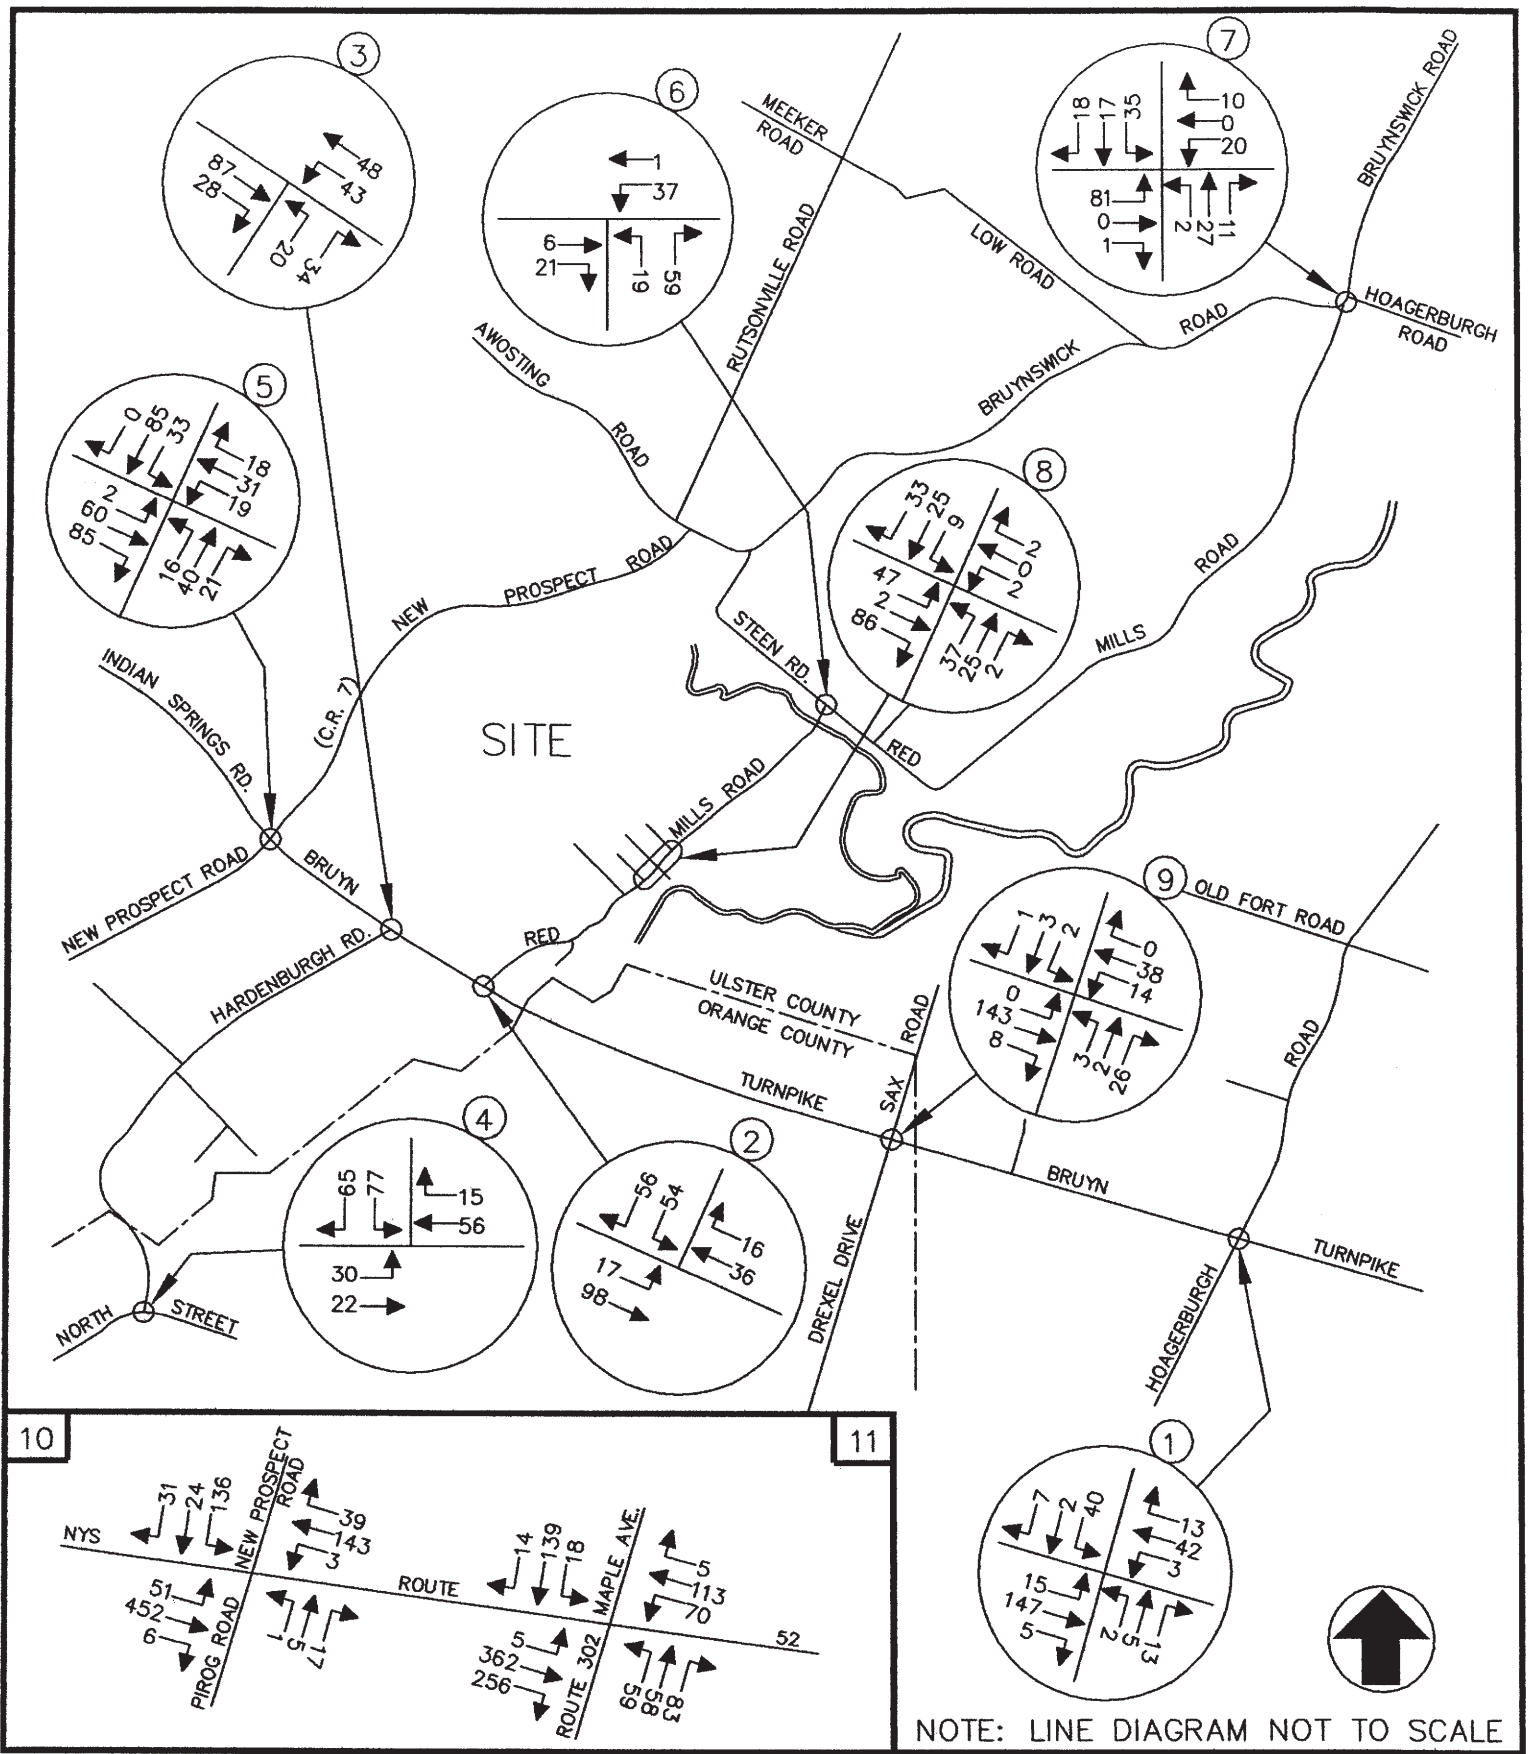 3
48
43
87
28
20
34
6
1
37
6
21
19
59
7
18
17
35
10
0
20
81
0
1
2
27
11
MEEKER
ROAD
LOW ROAD
RUTSONVILLE ROAD
BRUYNSWICK ROAD
HOAGERBURGH
ROAD
BRUYNSWICK
ROAD
AWOSTING
ROAD
5
0
85
33
18
31
19
2
60
85
16
40
21
8
33
25
9
2
0
2
47
2
86
37
25
2
NEW PROSPECT ROAD
(C.R. 7)
INDIAN SPRINGS RD.
STEEN RD.
RED
MILLS
ROAD
SITE
MILLS ROAD
RED
NEW PROSPECT ROAD
BRUYN
HARDENBURGH RD.
ULSTER COUNTY
ORANGE COUNTY
TURNPIKE
SAX
ROAD
9
1
3
2
0
38
14
0
143
8
3
2
26
OLD FORT ROAD
ROAD
BRUYN
TURNPIKE
HOAGERBURGH
DREXEL DRIVE
4
65
77
15
56
30
22
2
56
54
16
36
17
98
NORTH STREET
10
NYS
31
24
136
NEW PROSPECT
ROAD
39
143
3
51
452
6
PIROG ROAD
1
5
17
ROUTE
11
14
139
18
MAPLE AVE.
5
113
70
5
362
256
ROUTE 302
59
58
83
52
1
7
2
40
13
42
3
15
147
5
2
5
13
NOTE: LINE DIAGRAM NOT TO SCALE